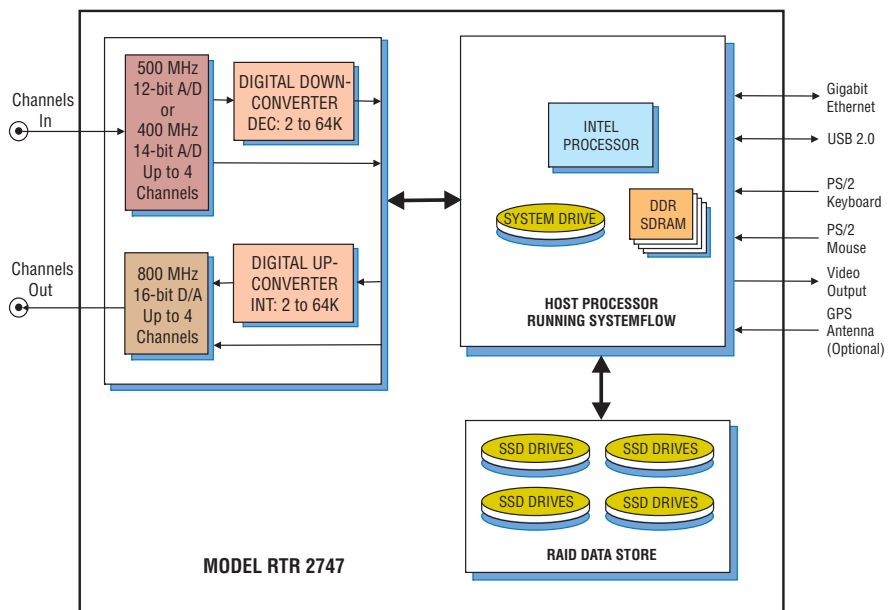 Channels
In
500 MHz
12-bit A/D
or
400 MHz
14-bit A/D
Up to 4
Channels
DIGITAL DOWN-
CONVERTER
DEC: 2 to 64K
Channels
Out
800 MHz
16-bit D/A
Up to 4
Channels
DIGITAL UP-
CONVERTER
INT: 2 to 64K
INTEL
PROCESSOR
SYSTEM DRIVE
DDR
SDRAM
HOST PROCESSOR
RUNNING SYSTEMFLOW
Gigabit
Ethernet
USB 2.0
PS/2
Keyboard
PS/2
Mouse
Video
Output
GPS
Antenna
(Optional)
SSD DRIVES
SSD DRIVES
SSD DRIVES
SSD DRIVES
RAID DATA STORE
MODEL RTR 2747